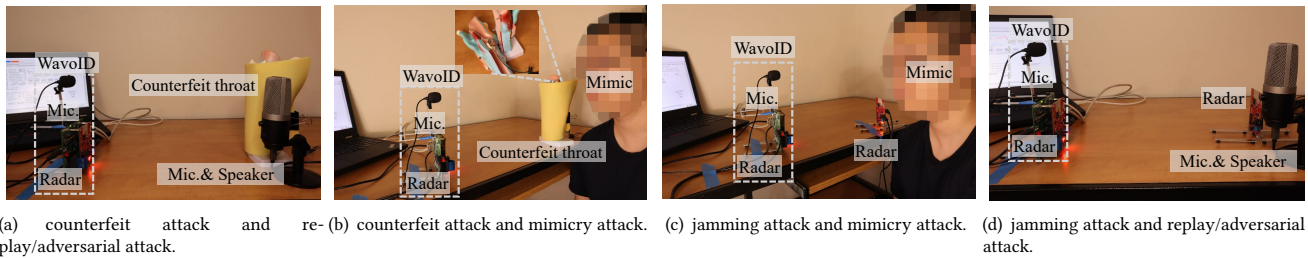 WavoID
Mic.
Radar
Counterfeit throat
Mic.& Speaker
WavoID
Mic.
Radar
Counterfeit throat
Mimic
WavoID
Mic.
Radar
Radar
Mimic
WavoID
Mic.
Radar
Radar
Mic.& Speaker
(a) counterfeit attack and re-
play/adversarial attack.
(b) counterfeit attack and mimicry attack.
(c) jamming attack and mimicry attack.
(d) jamming attack and replay/adversarial
attack.